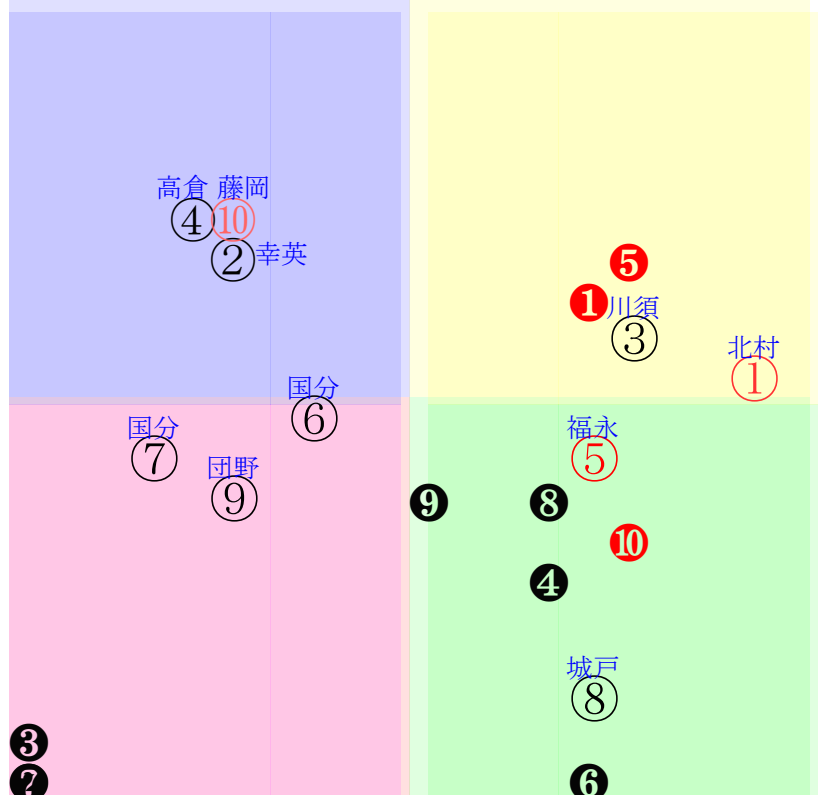 高倉 藤岡
④⑩
②幸英
❺
❶川須
③
北村
①
国分
⑥
国分
⑦
福永
⑤
団野
⑨
❾
❽
❿
❹
城戸
⑧
❸
❼
❻